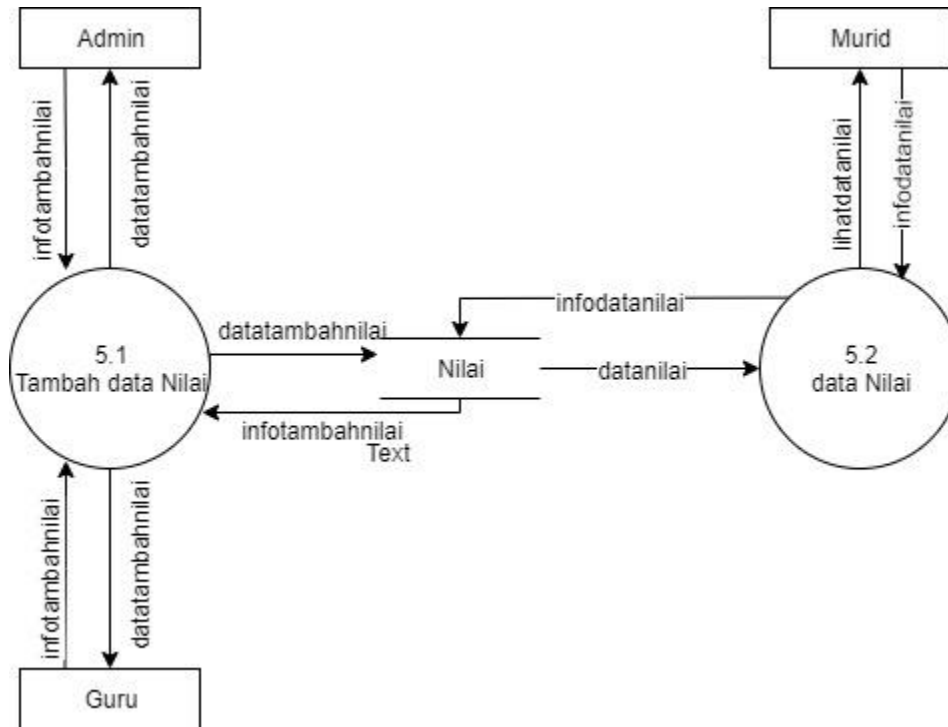 Admin
Murid
infotambahnilai
datatambahnilai
lihatdatanilai
infodatanilai
infodatanilai
datatambahnilai
5.1
Tambah data Nilai
Nilai
datanilai
5.2
data Nilai
infotambahnilai
Text
infotambahnilai
datatambahnilai
Guru